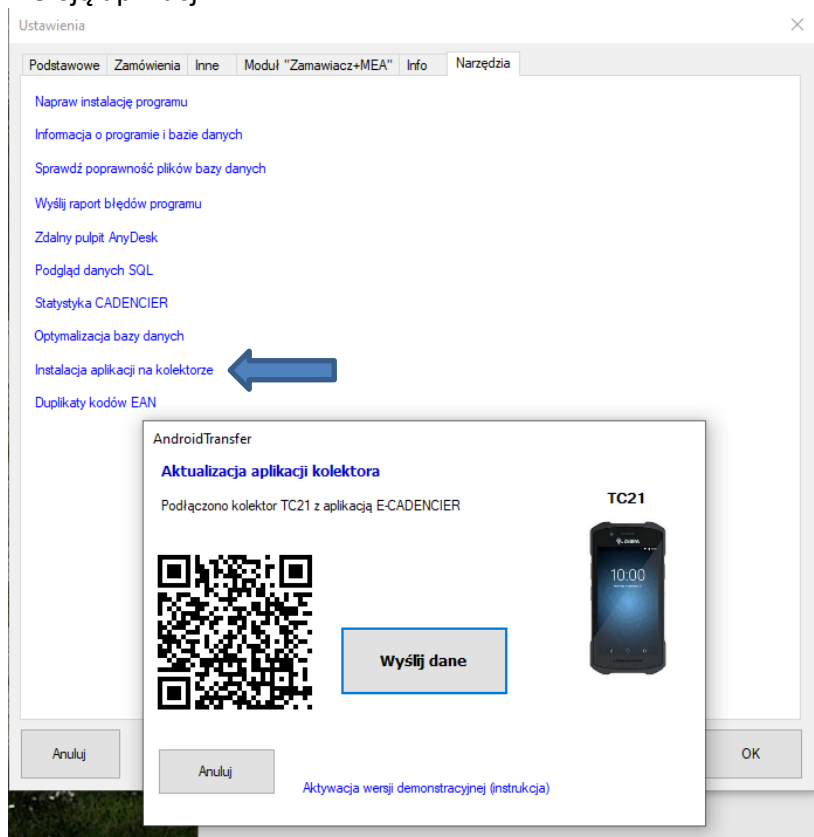 Ustawienia
Podstawowe Zamówienia Inne Moduł "Zamawiacz+MEA" Info Narzędzia
Napraw instalację programu
Informacja o programie i bazie danych
Sprawdź poprawność plików bazy danych
Wyślij raport błędów programu
Zdalny pulpit AnyDesk
Podgląd danych SQL
Statystyka CADENCIER
Optymalizacja bazy danych
Instalacja aplikacji na kolektorze
Duplikaty kodów EAN
AndroidTransfer
Aktualizacja aplikacji kolektora
Podłączono kolektor TC21 z aplikacją E-CADENCIER
TC21
ZEBRA
10:00
Wyślij dane
Anuluj
Anuluj
Aktywacja wersji demonstracyjnej (instrukcja)
OK